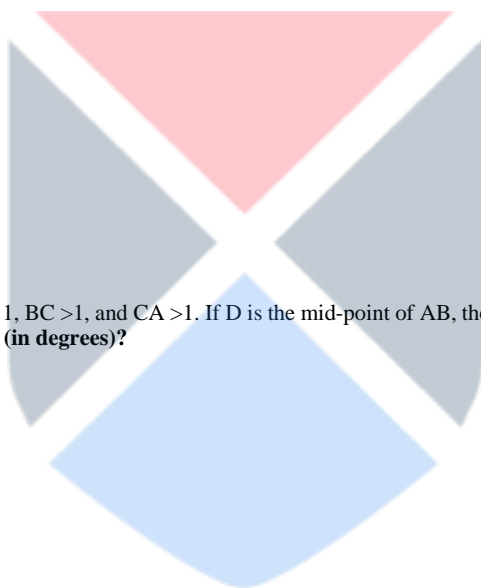 1, BC >1, and CA >1. If D is the mid-point of AB, the
(in degrees)?